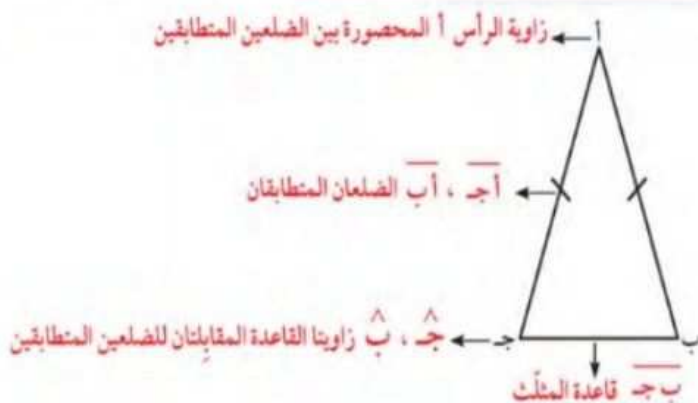 أ ← زاوية الرأس أ المحصورة بين الضلعين المتطابقين
أجـ ، أب الضلعان المتطابقان
ب جـ ← جـ ، ب زاويتا القاعدة المقابلتان للضلعين المتطابقين
ب جـ قاعدة المثلّث